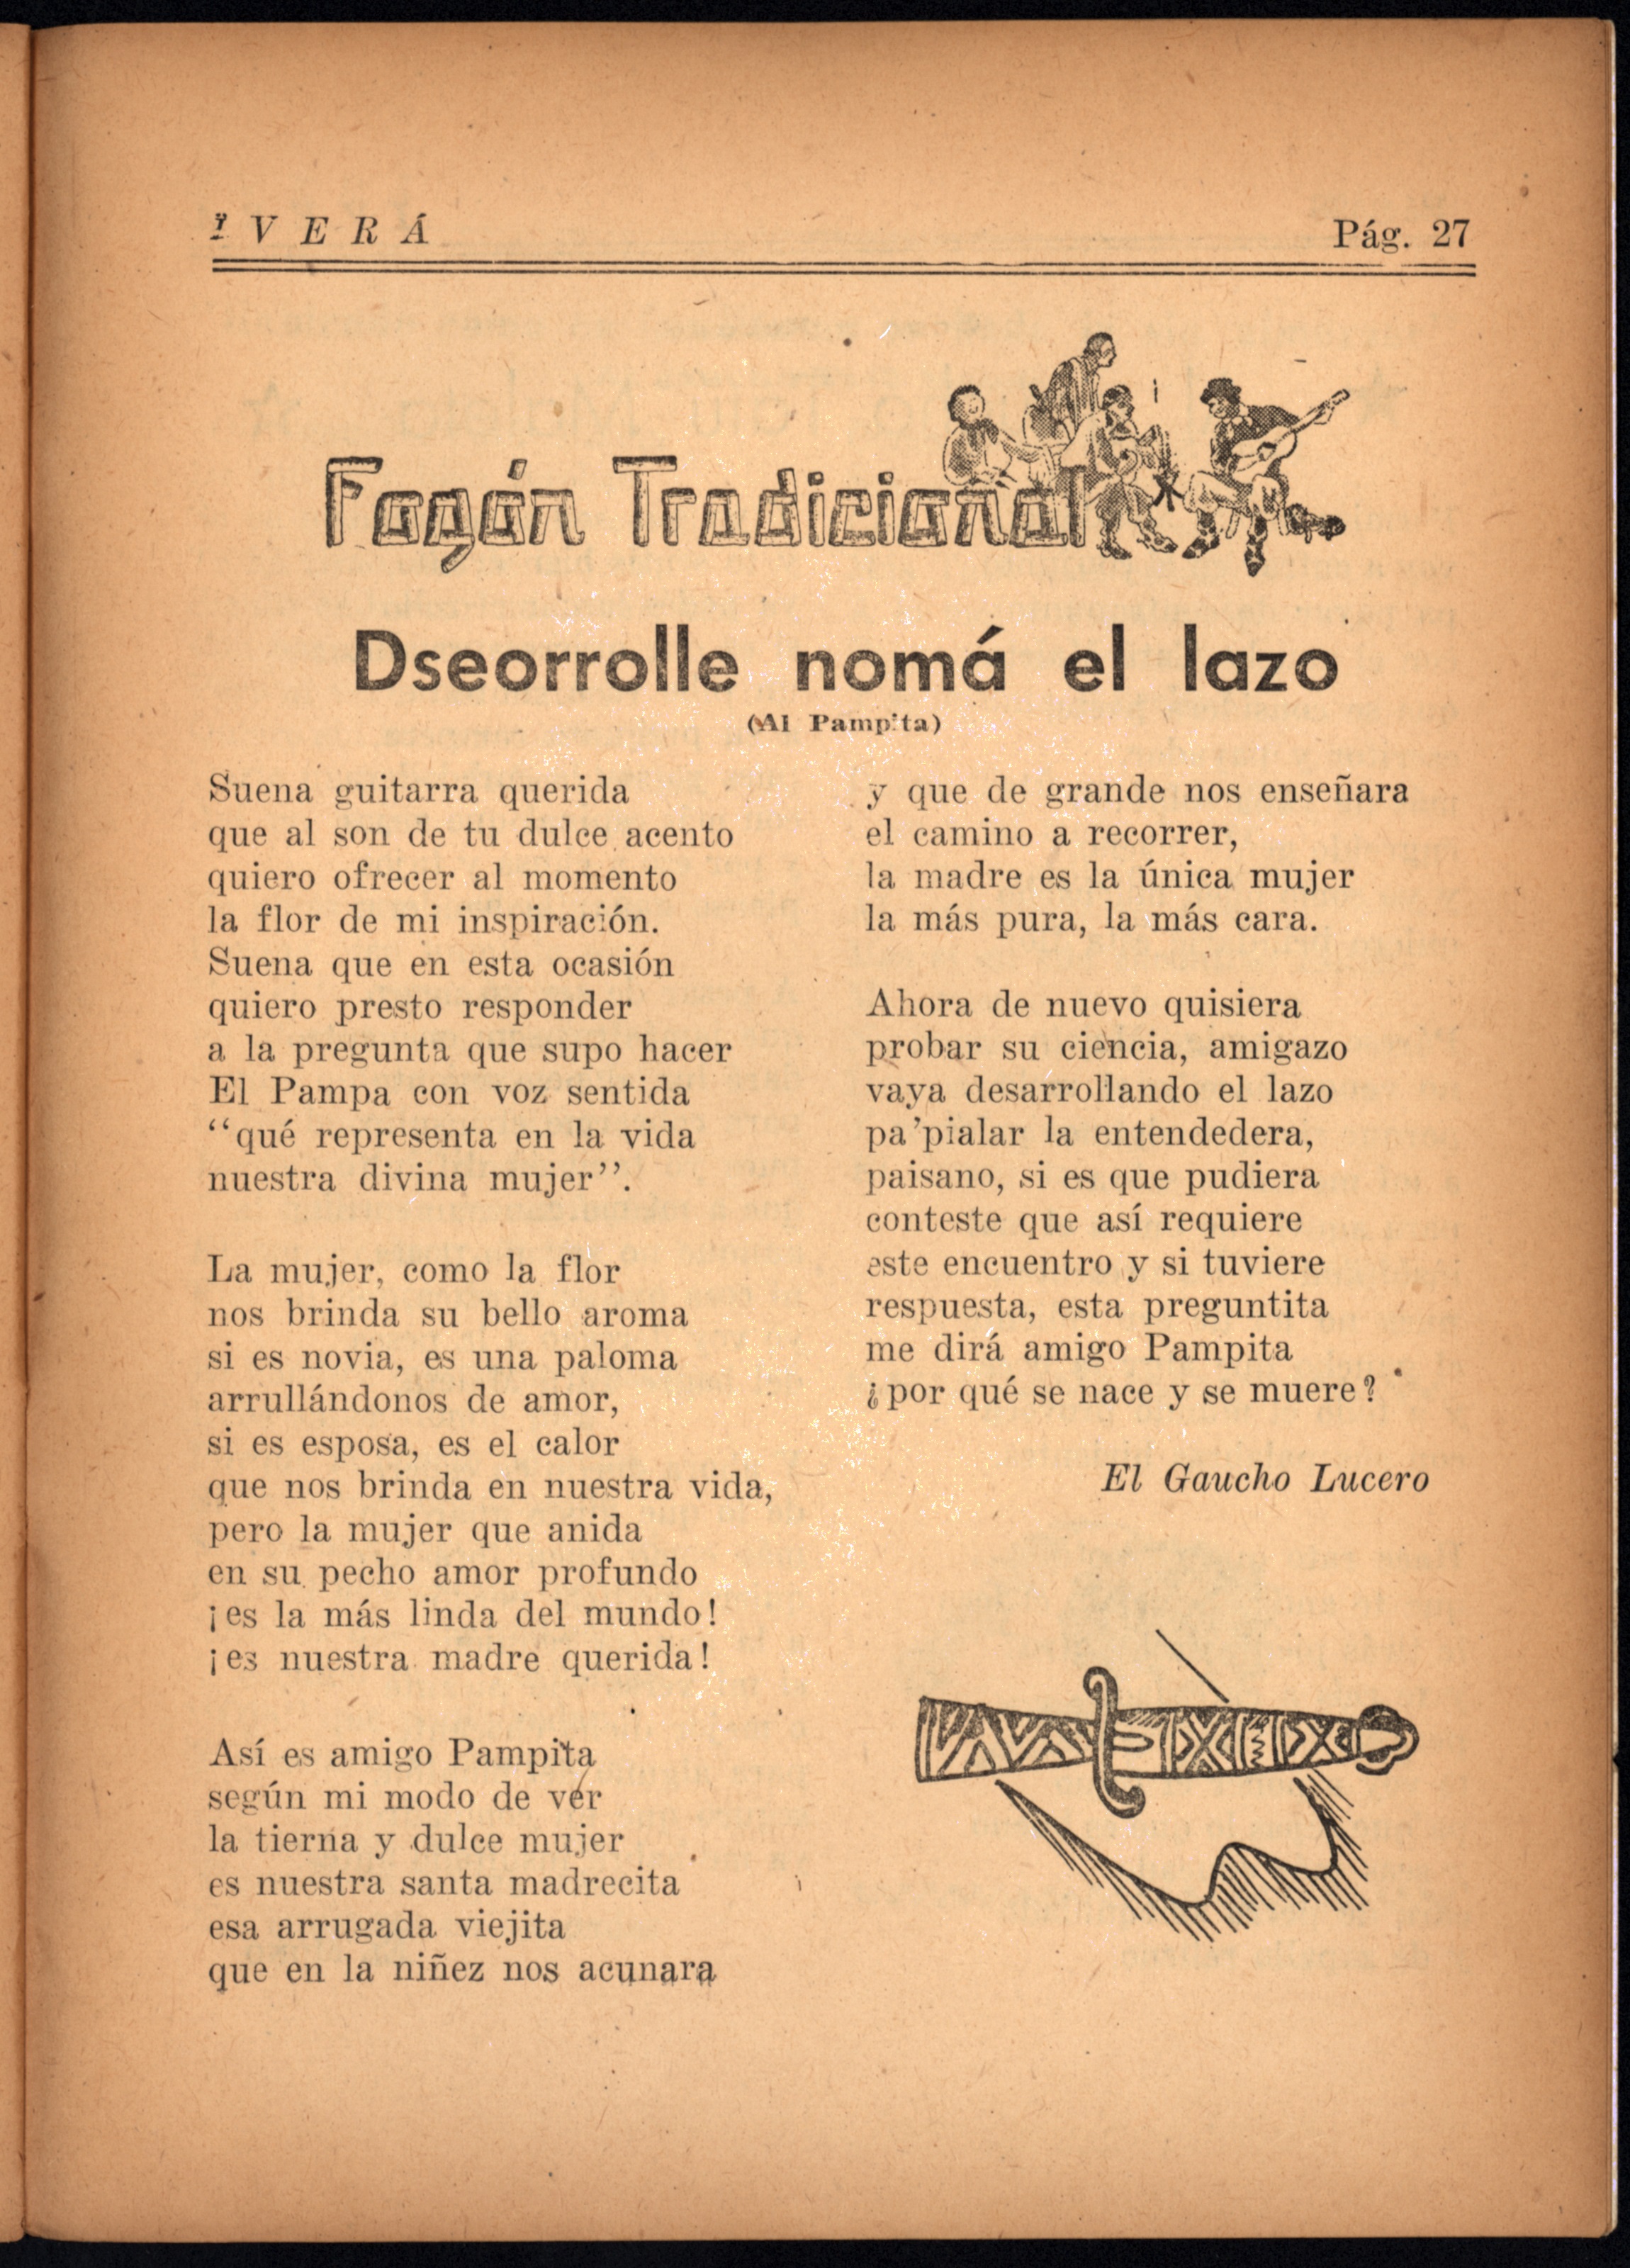 Ɏ VERÁ
Pág. 27
Fogón Tradicional
Dseorrolle nomá el lazo
(Al Pampita)
Suena guitarra querida
que al son de tu dulce acento
quiero ofrecer al momento
la flor de mi inspiración.
Suena que en esta ocasión
quiero presto responder
a la pregunta que supo hacer
El Pampa con voz sentida
“qué representa en la vida
nuestra divina mujer”.
La mujer, como la flor
nos brinda su bello aroma
si es novia, es una paloma
arrullándonos de amor,
si es esposa, es el calor
que nos brinda en nuestra vida,
pero la mujer que anida
en su pecho amor profundo
¡es la más linda del mundo!
¡es nuestra madre querida!
Así es amigo Pampita
según mi modo de ver
la tierna y dulce mujer
es nuestra santa madrecita
esa arrugada viejita
que en la niñez nos acunara
y que de grande nos enseñara
el camino a recorrer,
la madre es la única mujer
la más pura, la más cara.
Ahora de nuevo quisiera
probar su ciencia, amigazo
vaya desarrollando el lazo
pa'pialar la entendedera,
paisano, si es que pudiera
conteste que así requiere
este encuentro y si tuviere
respuesta, esta preguntita
me dirá amigo Pampita
¿por qué se nace y se muere?
El Gaucho Lucero